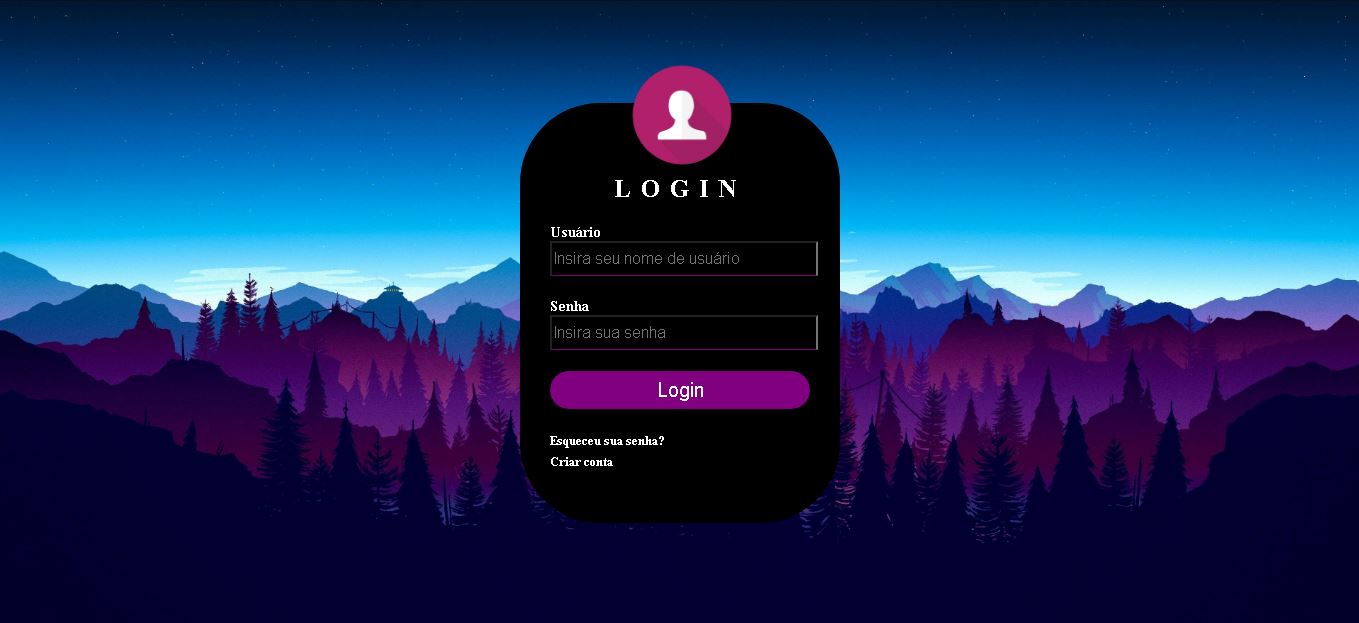 LOGIN
Usuário
Insira seu nome de usuário
Senha
Insira sua senha
Login
Esqueceu sua senha?
Criar conta